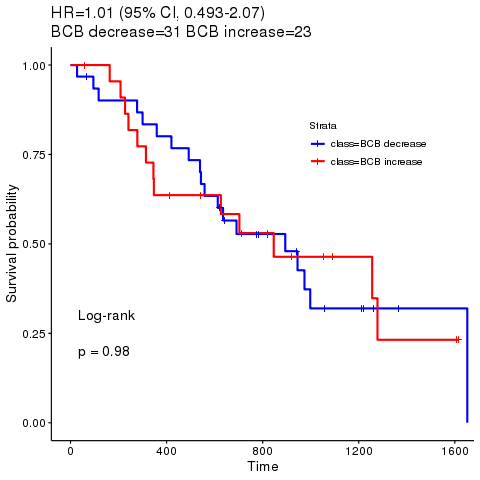 HR=1.01 (95% CI, 0.493-2.07)
BCB decrease=31 BCB increase=23
1.00
0.75
0.50
0.25
0.00
Survival probability
Strata
class=BCB decrease
class=BCB increase
Log-rank
p = 0.98
0 400 800 1200 1600
Time